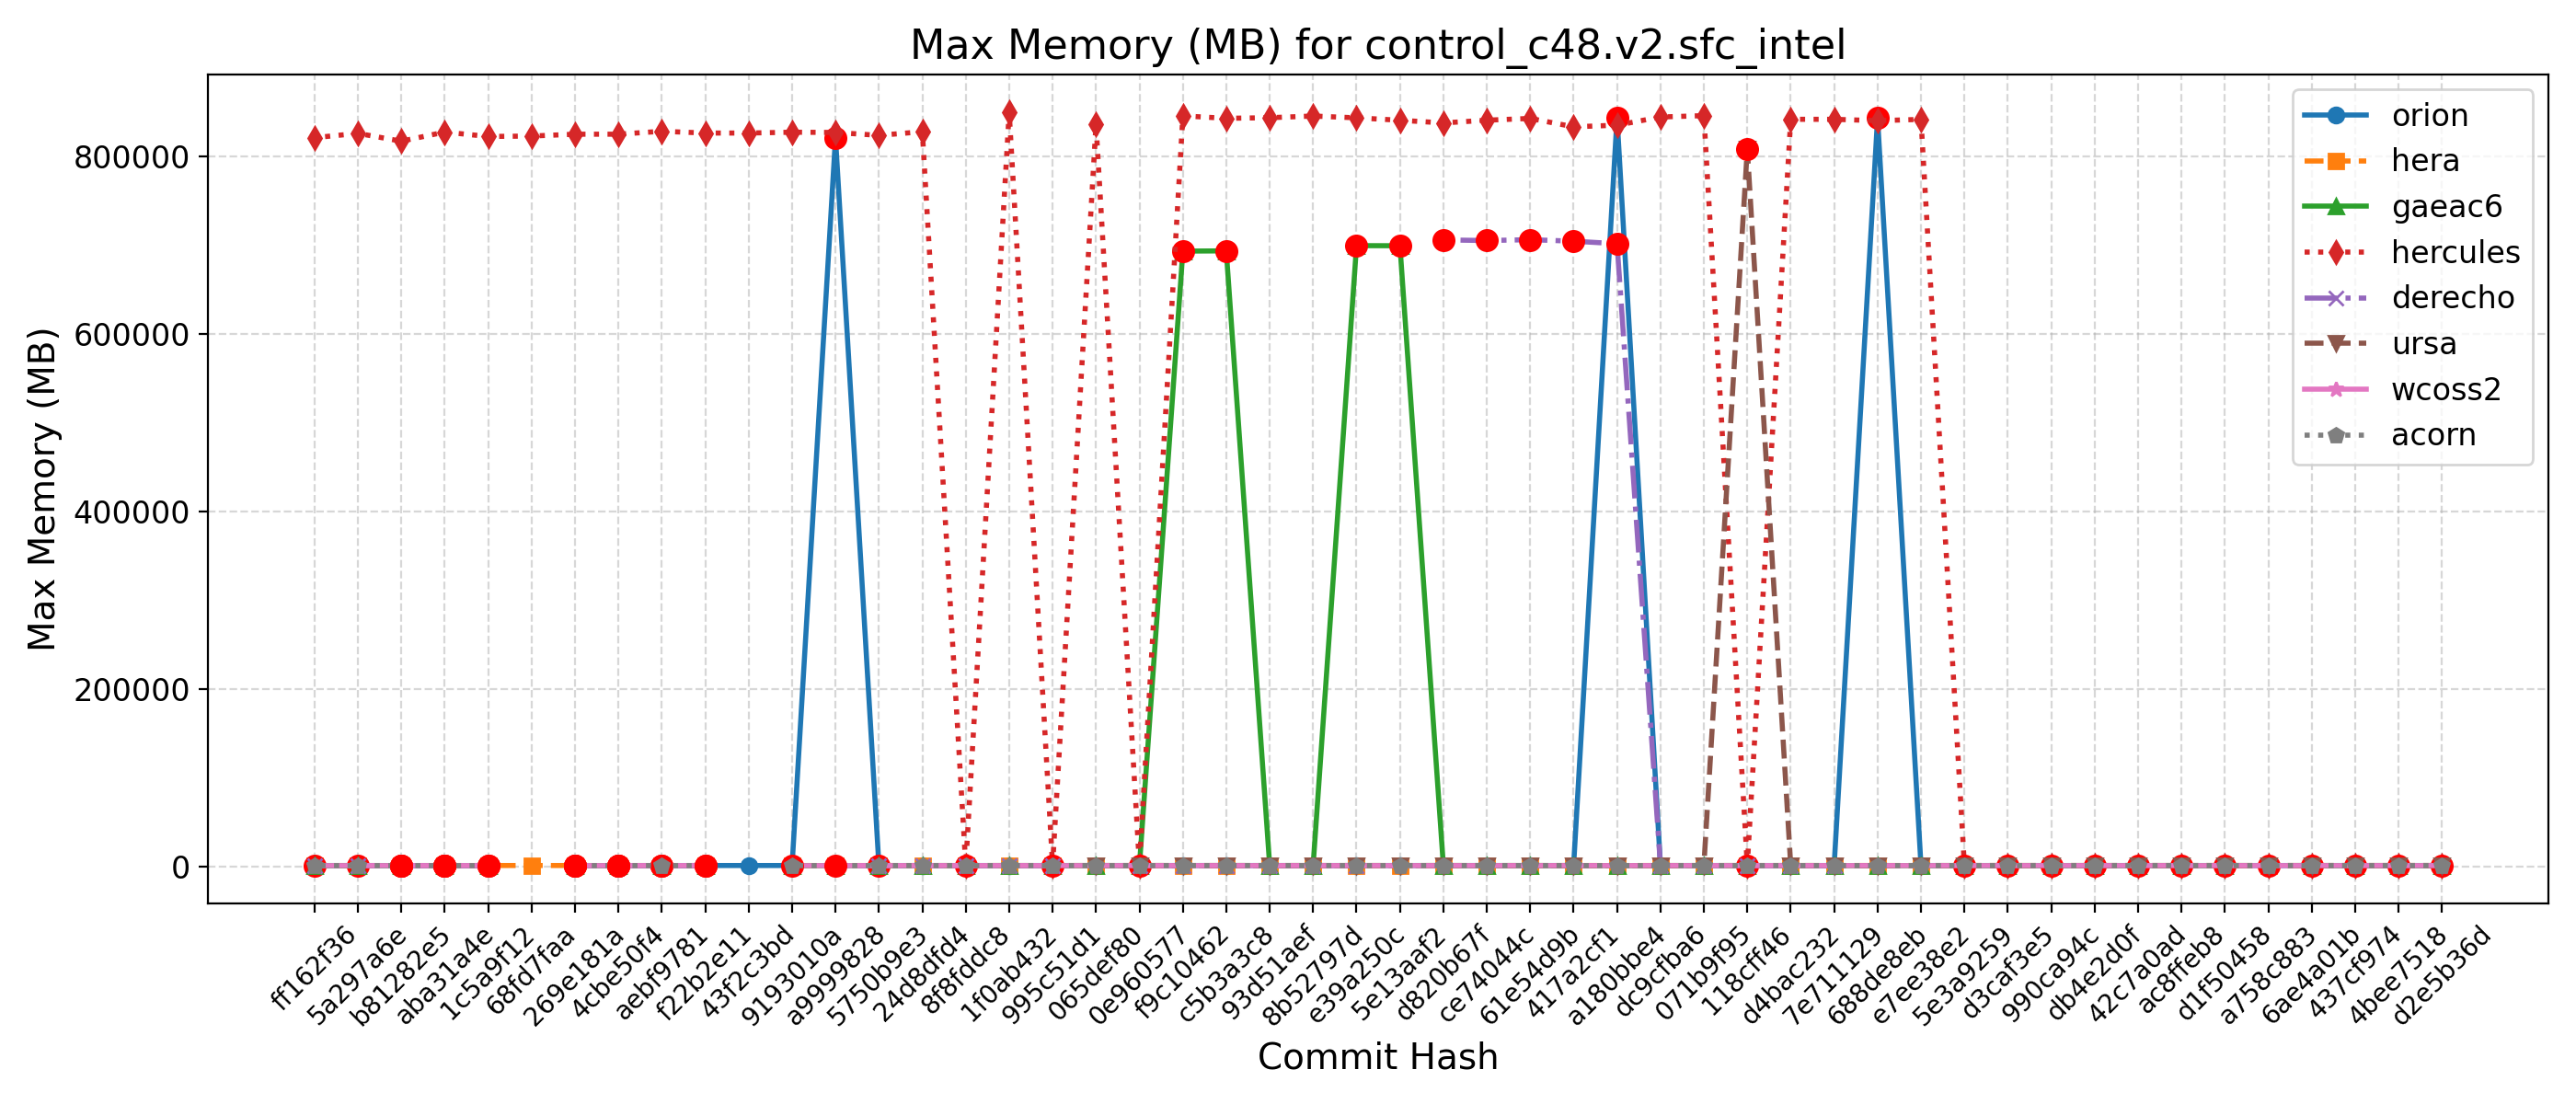 Max Memory (MB) for control_c48.v2.sfc_intel
Max Memory (MB)
800000
600000
400000
200000
0
orion
hera
gaeac6
hercules
derecho
ursa
wcoss2
acorn
ff162f36
5a297a6e
b81282e5
aba31a4e
1c5a9f12
68fd7faa
269e181a
4cbe50f4
aebf9781
f22b2e11
43f2c3bd
9193010a
a9999828
5750b9e3
24d8dfd4
8f8fddc8
1f0ab432
995c51d1
065def80
0e960577
f9c10462
c5b3a3c8
93d51aef
8b52797d
e39a250c
5e13aaf2
d820b67f
ce74044c
61e54d9b
417a2cf1
a180bbe4
dc9cfba6
071b9f95
118cff46
d4bac232
7e711129
688de8eb
e7ee38e2
5e3a9259
d3caf3e5
990ca94c
db4e2d0f
42c7a0ad
ac8ffeb8
d1f50458
a758c883
6ae4a01b
437cf974
4bee7518
d2e5b36d
Commit Hash